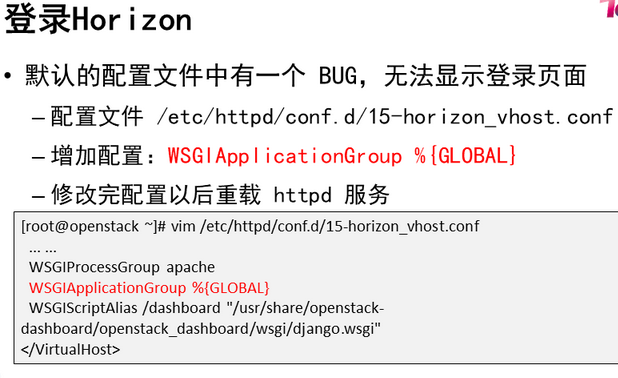 登录Horizon
• 默认的配置文件中有一个 BUG，无法显示登录页面
– 配置文件 /etc/httpd/conf.d/15-horizon_vhost.conf
– 增加配置：WSGIApplicationGroup %{GLOBAL}
– 修改完配置以后重载 httpd 服务
[root@openstack ~]# vim /etc/httpd/conf.d/15-horizon_vhost.conf
... ...
WSGIProcessGroup apache
WSGIApplicationGroup %{GLOBAL}
WSGIScriptAlias /dashboard "/usr/share/openstack-
dashboard/openstack_dashboard/wsgi/django.wsgi"
</VirtualHost>